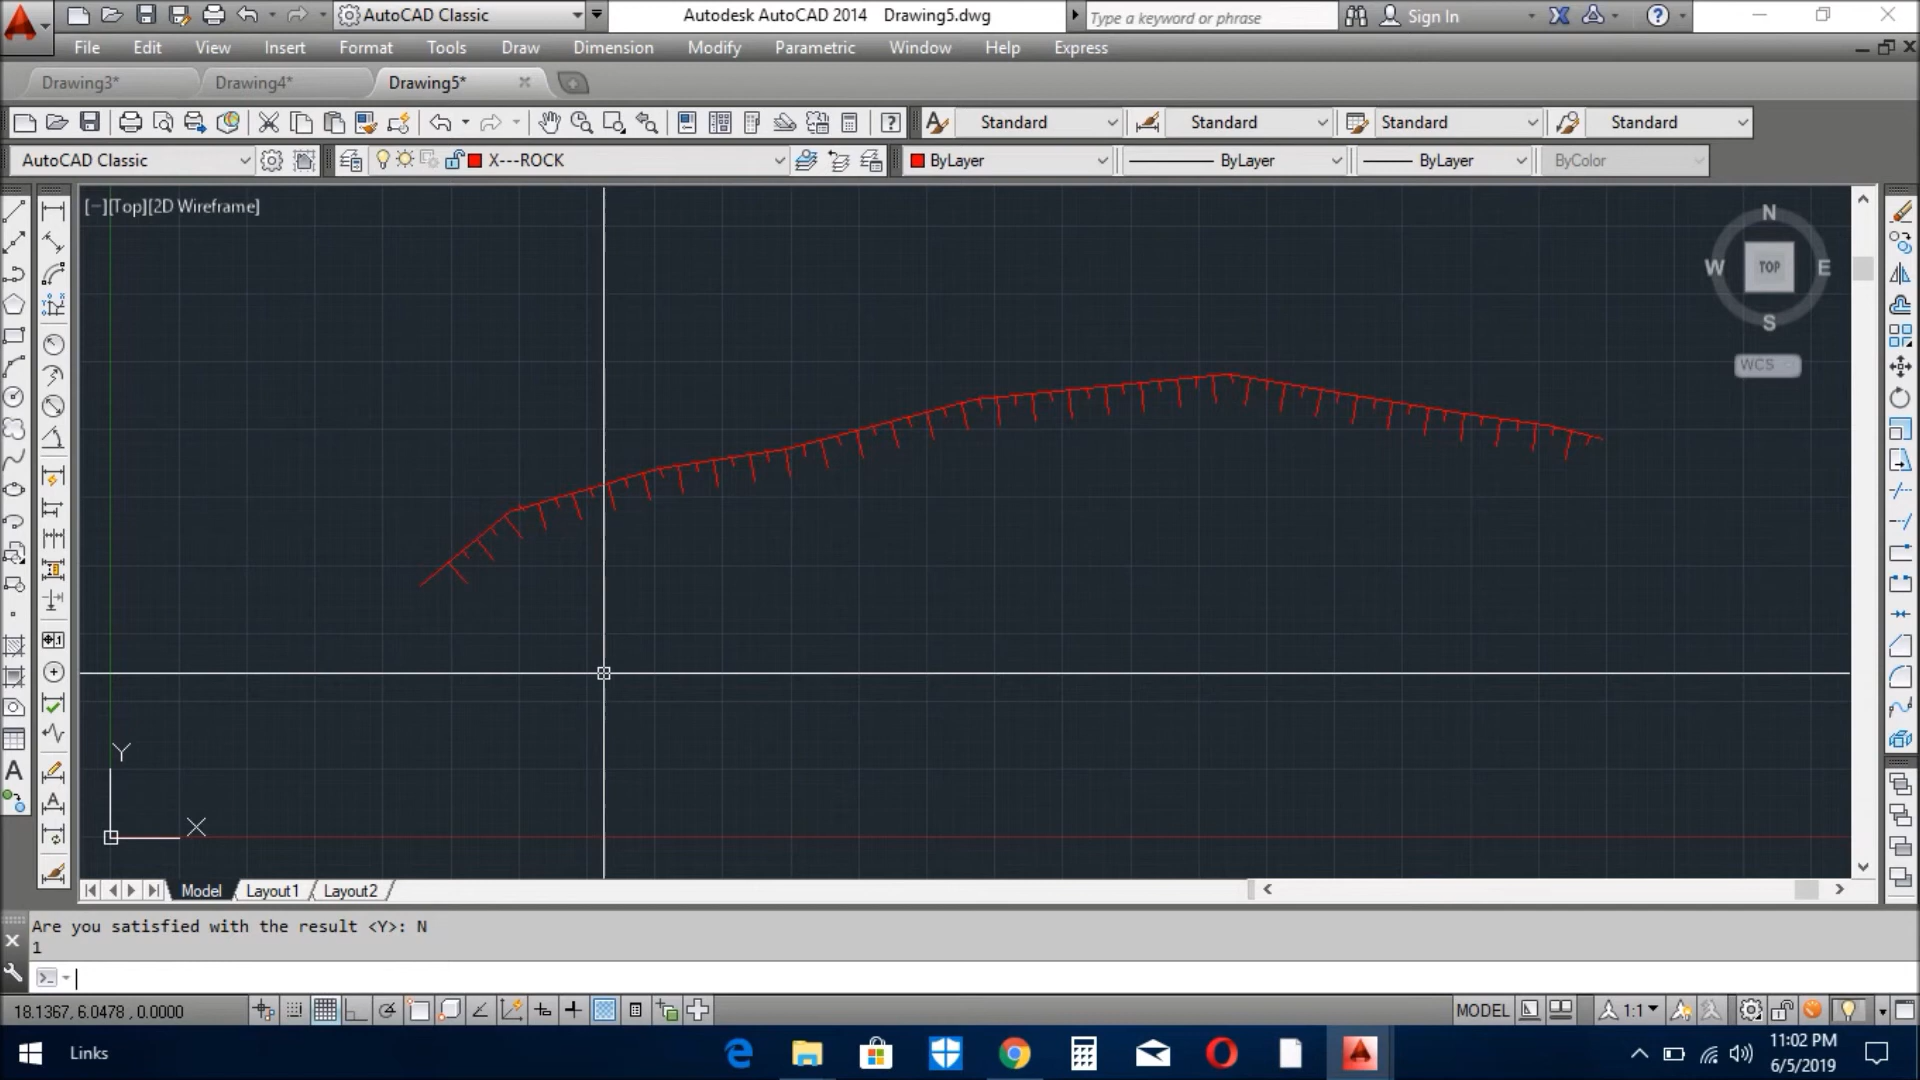 AutoCAD Classic
Autodesk AutoCAD 2014 Drawing5.dwg
Type a keyword or phrase
Sign In
File Edit View Insert Format Tools Draw Dimension Modify Parametric Window Help Express
Drawing3* Drawing4* Drawing5*
Standard Standard Standard Standard
AutoCAD Classic X---ROCK ByLayer ByLayer ByLayer ByColor
[−][Top][2D Wireframe]
N
W TOP E
S
WCS
Y
X
Model Layout1 Layout2
Are you satisfied with the result <Y>: N
1
18.1367, 6.0478 , 0.0000 MODEL 1:1
Links
11:02 PM
6/5/2019